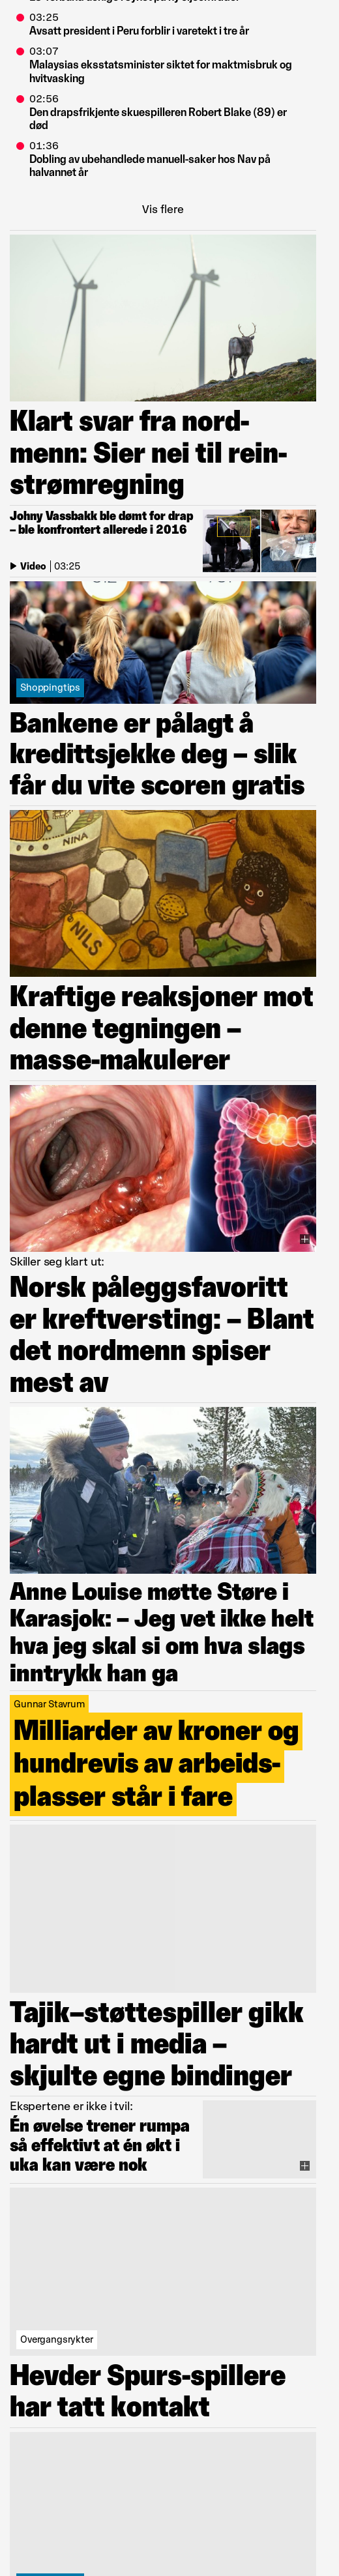 03:25
Avsatt president i Peru forblir i varetekt i tre år
03:07
Malaysias eksstatsminister siktet for maktmisbruk og
hvitvasking
02:56
Den drapsfrikjente skuespilleren Robert Blake (89) er
død
01:36
Dobling av ubehandlede manuell-saker hos Nav på
halvannet år
Vis flere
Klart svar fra nord-
menn: Sier nei til rein-
strømregning
Johny Vassbakk ble dømt for drap
– ble konfrontert allerede i 2016
Video | 03:25
Shoppingtips
Bankene er pålagt å
kredittsjekke deg – slik
får du vite scoren gratis
NINA
NILS
Kraftige reaksjoner mot
denne tegningen –
masse-makulerer
Skiller seg klart ut:
Norsk påleggsfavoritt
er kreftversting: – Blant
det nordmenn spiser
mest av
Anne Louise møtte Støre i
Karasjok: – Jeg vet ikke helt
hva jeg skal si om hva slags
inntrykk han ga
Gunnar Stavrum
Milliarder av kroner og
hundrevis av arbeids-
plasser står i fare
Tajik–støttespiller gikk
hardt ut i media –
skjulte egne bindinger
Ekspertene er ikke i tvil:
Én øvelse trener rumpa
så effektivt at én økt i
uka kan være nok
Overgangsrykter
Hevder Spurs-spillere
har tatt kontakt